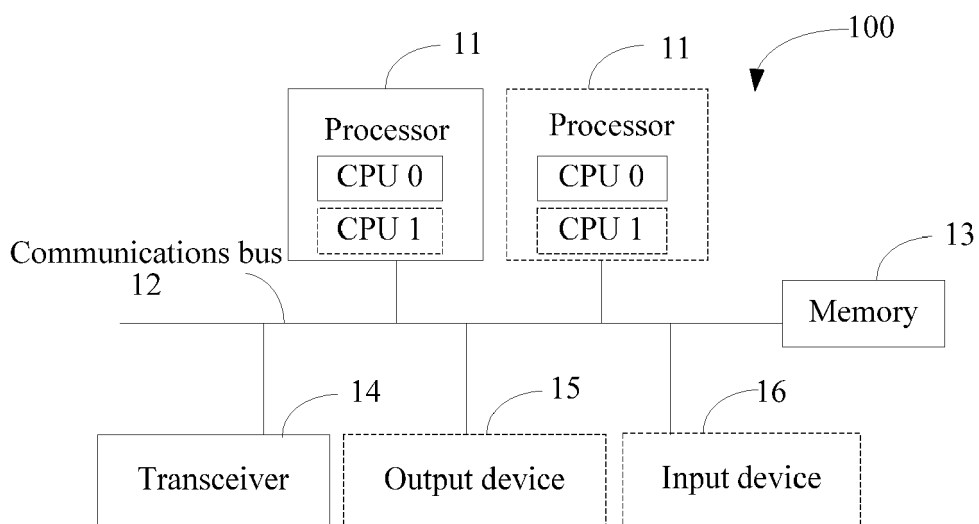 100
11
11
Processor
Processor
CPU 0
CPU 0
CPU 1
CPU 1
Communications bus
12
13
Memory
14
15
16
Transceiver
Output device
Input device